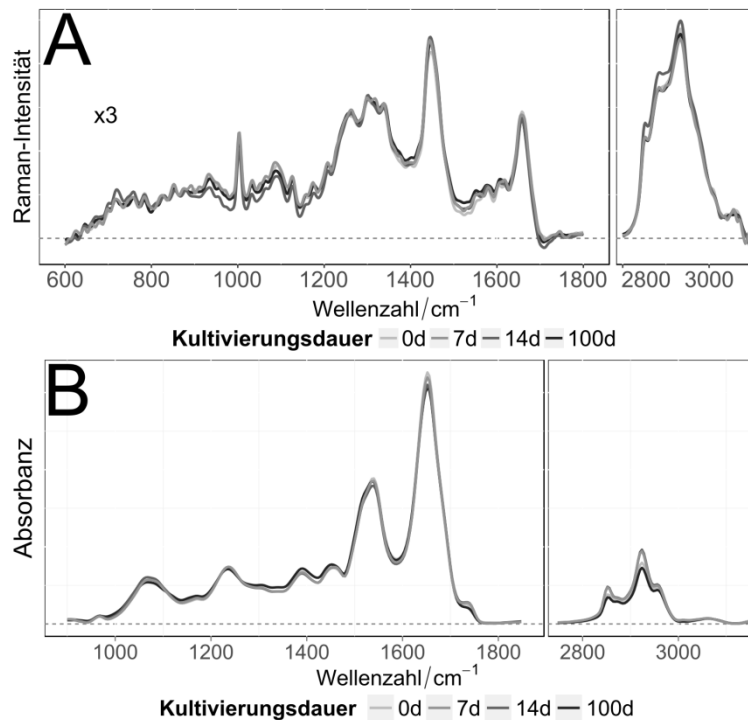 A
x3
Raman-Intensität
600 800 1000 1200 1400 1600 1800 2800 3000
Wellenzahl/cm⁻¹
Kultivierungsdauer 0d 7d 14d 100d
B
Absorbanz
1000 1200 1400 1600 1800 2800 3000
Wellenzahl/cm⁻¹
Kultivierungsdauer 0d 7d 14d 100d